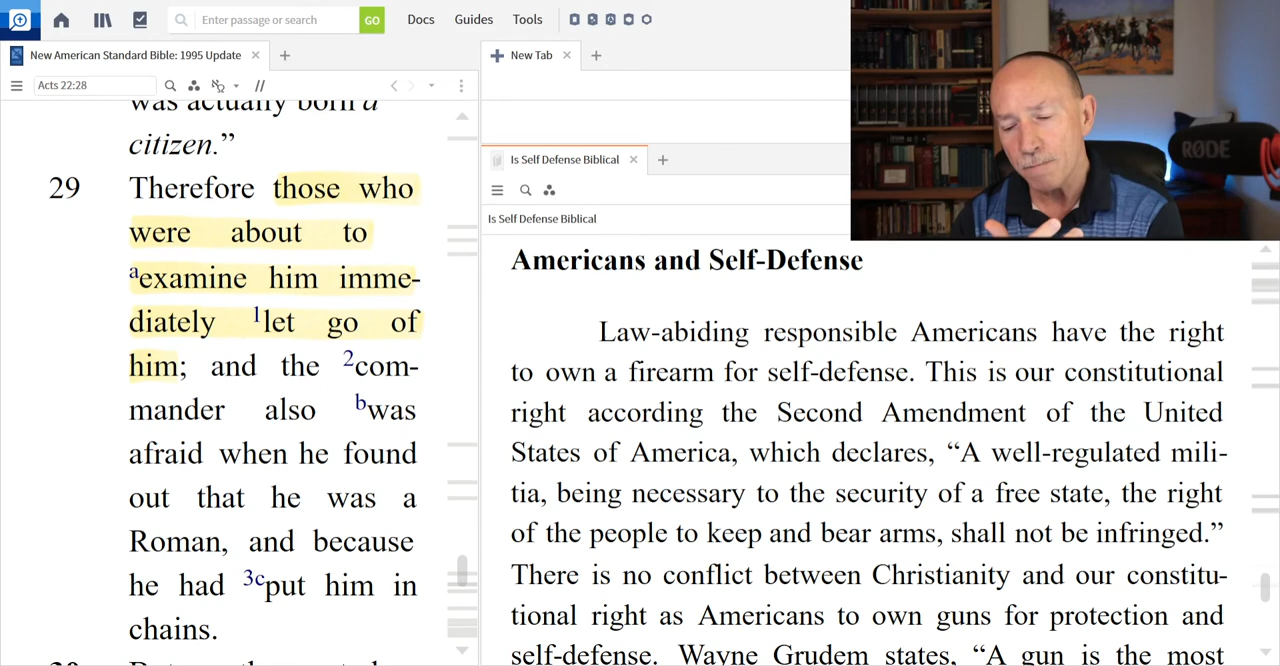 Enter passage or search GO Docs Guides Tools
New American Standard Bible: 1995 Update
New Tab
Acts 22:28
was actually born a
citizen.”
29 Therefore those who
were about to
aexamine him imme-
diately 1let go of
him; and the 2com-
mander also bwas
afraid when he found
out that he was a
Roman, and because
he had 3cput him in
chains.
Is Self Defense Biblical
Is Self Defense Biblical
Americans and Self-Defense
Law-abiding responsible Americans have the right
to own a firearm for self-defense. This is our constitutional
right according the Second Amendment of the United
States of America, which declares, “A well-regulated mili-
tia, being necessary to the security of a free state, the right
of the people to keep and bear arms, shall not be infringed.”
There is no conflict between Christianity and our constitu-
tional right as Americans to own guns for protection and
self-defense. Wayne Grudem states, “A gun is the most
RØDE